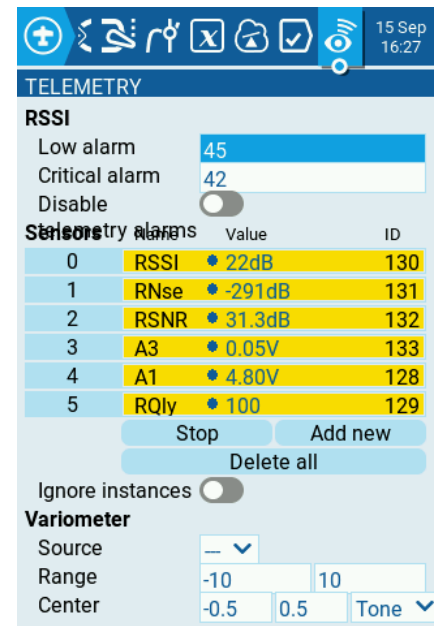 15 Sep
16:27
TELEMETRY
RSSI
Low alarm 45
Critical alarm 42
Disable
telemetry alarms
Sensors Name Value ID
0 RSSI 22dB 130
1 RNse -291dB 131
2 RSNR 31.3dB 132
3 A3 0.05V 133
4 A1 4.80V 128
5 RQly 100 129
Stop Add new
Delete all
Ignore instances
Variometer
Source ---
Range -10 10
Center -0.5 0.5 Tone